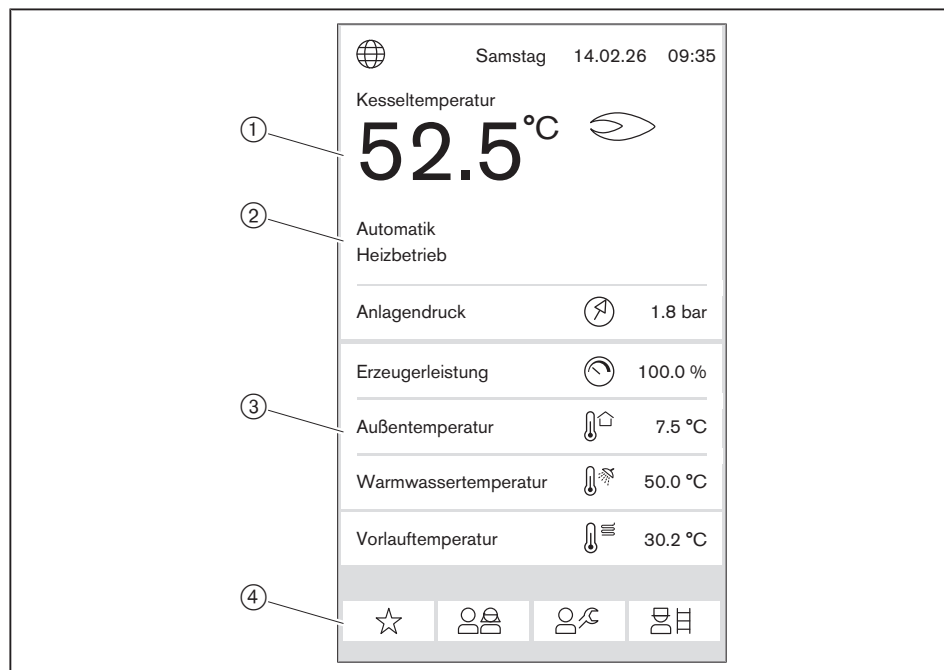 Samstag 14.02.26 09:35
Kesseltemperatur
① 52.5 °C
② Automatik
Heizbetrieb
Anlagendruck 1.8 bar
Erzeugerleistung 100.0 %
③ Außentemperatur 7.5 °C
Warmwassertemperatur 50.0 °C
Vorlauftemperatur 30.2 °C
④